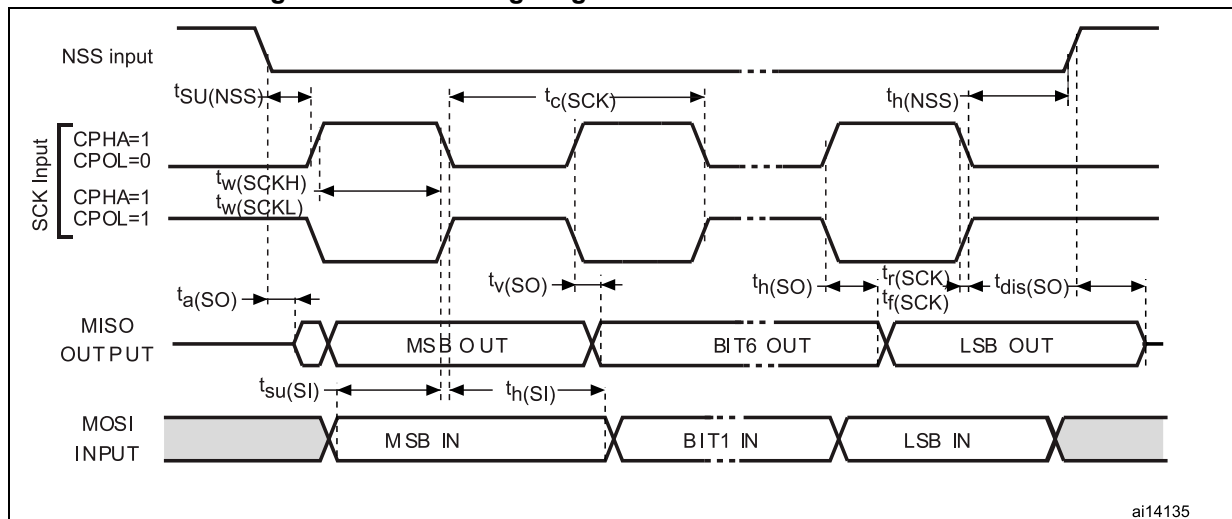 NSS input
tSU(NSS)
tc(SCK)
th(NSS)
SCK Input
CPHA=1
CPOL=0
tw(SCKH)
CPHA=1
CPOL=1
tw(SCKL)
ta(SO)
tv(SO)
th(SO)
tr(SCK)
tf(SCK)
tdis(SO)
MISO
OUTPUT
MSB OUT
BIT6 OUT
LSB OUT
tsu(SI)
th(SI)
MOSI
INPUT
MSB IN
BIT1 IN
LSB IN
ai14135